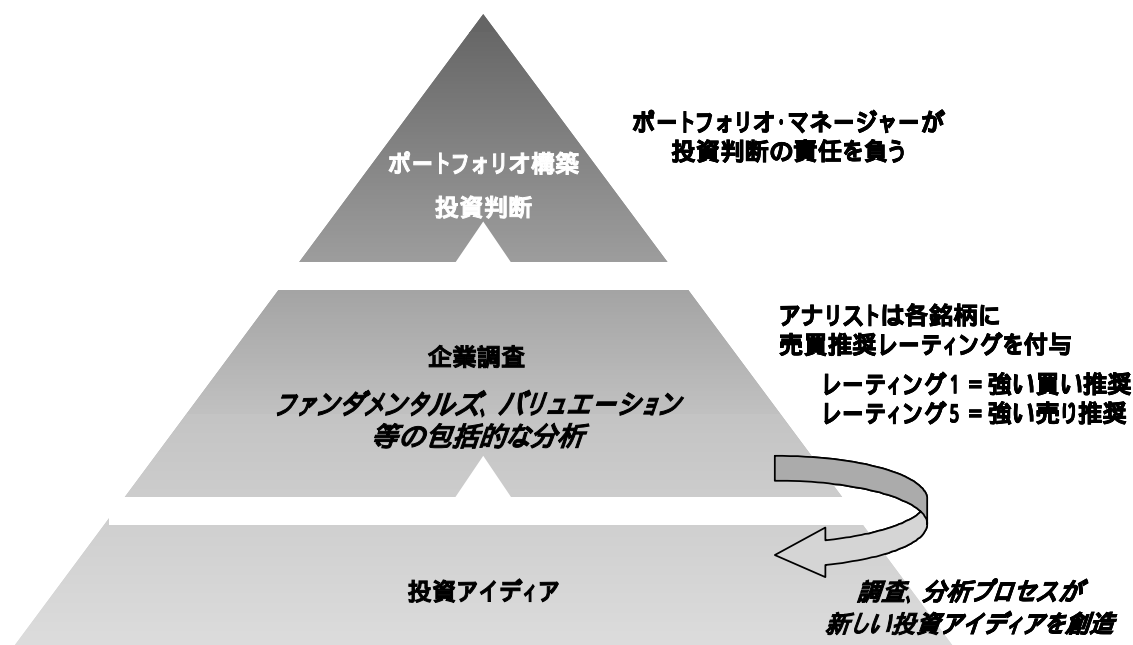 ポートフォリオ構築
投資判断
ポートフォリオ・マネージャーが
投資判断の責任を負う
企業調査
ファンダメンタルズ、バリュエーション
等の包括的な分析
アナリストは各銘柄に
売買推奨レーティングを付与
レーティング1 = 強い買い推奨
レーティング5 = 強い売り推奨
投資アイディア
調査、分析プロセスが
新しい投資アイディアを創造